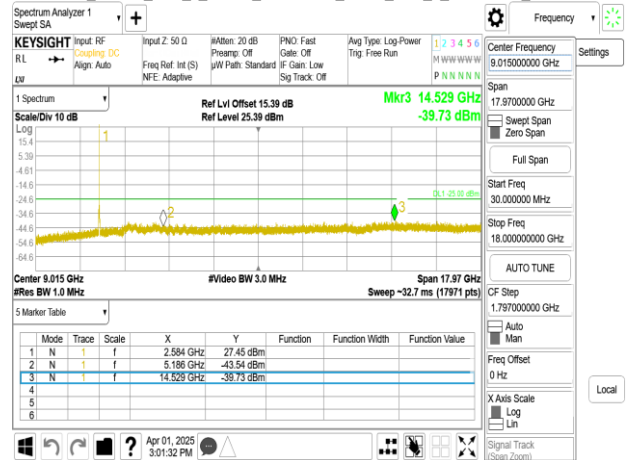 Spectrum Analyzer 1
Swept SA
+
Frequency
KEYSIGHT
RL
Input: RF
Coupling: DC
Align: Auto
Input Z: 50 Ω
Freq Ref: Int (S)
NFE: Adaptive
#Atten: 20 dB
Preamp: Off
µW Path: Standard
PNO: Fast
Gate: Off
IF Gain: Low
Sig Track: Off
Avg Type: Log-Power
Trig: Free Run
1 2 3 4 5 6
M W W W W W
P N N N N N
1 Spectrum
Scale/Div 10 dB
Ref Lvl Offset 15.39 dB
Ref Level 25.39 dBm
Mkr3 14.529 GHz
-39.73 dBm
Log
15.4
5.39
-4.61
-14.6
-24.6
-34.6
-44.6
-54.6
-64.6
1
2
3
DL1 -25.00 dBm
Center 9.015 GHz
#Res BW 1.0 MHz
#Video BW 3.0 MHz
Span 17.97 GHz
Sweep ~32.7 ms (17971 pts)
5 Marker Table
Mode Trace Scale X Y Function Function Width Function Value
1 N 1 f 2.584 GHz 27.45 dBm
2 N 1 f 5.186 GHz -43.54 dBm
3 N 1 f 14.529 GHz -39.73 dBm
4
5
6
?
Apr 01, 2025
3:01:32 PM
Center Frequency
9.015000000 GHz
Settings
Span
17.9700000 GHz
Swept Span
Zero Span
Full Span
Start Freq
30.000000 MHz
Stop Freq
18.000000000 GHz
AUTO TUNE
CF Step
1.797000000 GHz
Auto
Man
Freq Offset
0 Hz
X Axis Scale
Log
Lin
Local
Signal Track
(Span Zoom)